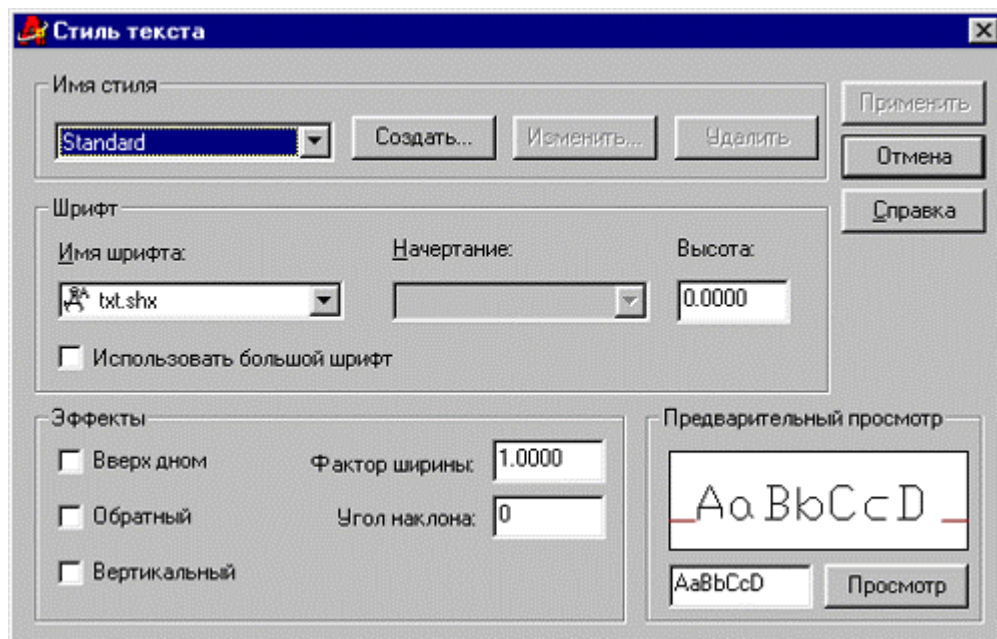 Стиль текста
Имя стиля
Standard
Создать...
Изменить...
Удалить
Применить
Отмена
Справка
Шрифт
Имя шрифта:
Начертание:
Высота:
txt.shx
0.0000
Использовать большой шрифт
Эффекты
Вверх дном
Фактор ширины:
1.0000
Обратный
Угол наклона:
0
Вертикальный
Предварительный просмотр
AaBbCcD
AaBbCcD
Просмотр